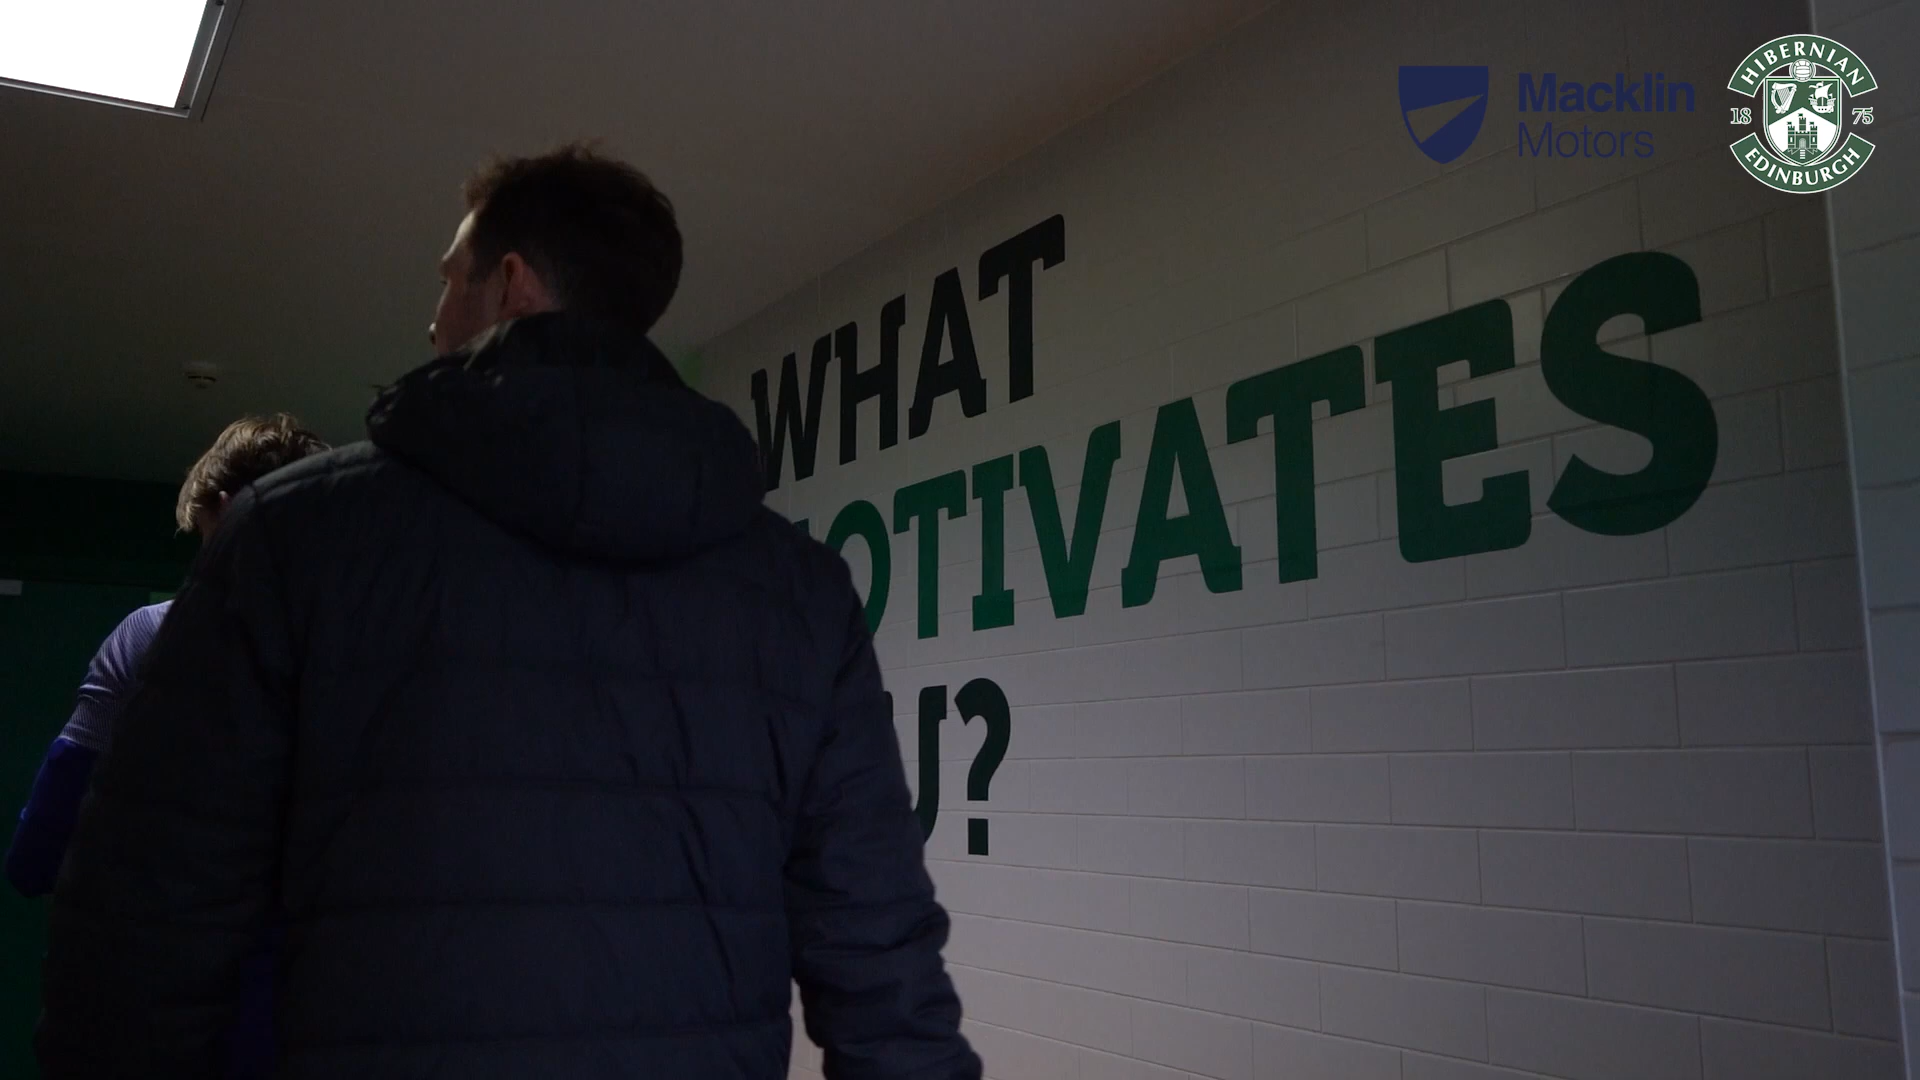 Macklin
Motors
HIBERNIAN
18 75
EDINBURGH
WHAT
OTIVATES
U?